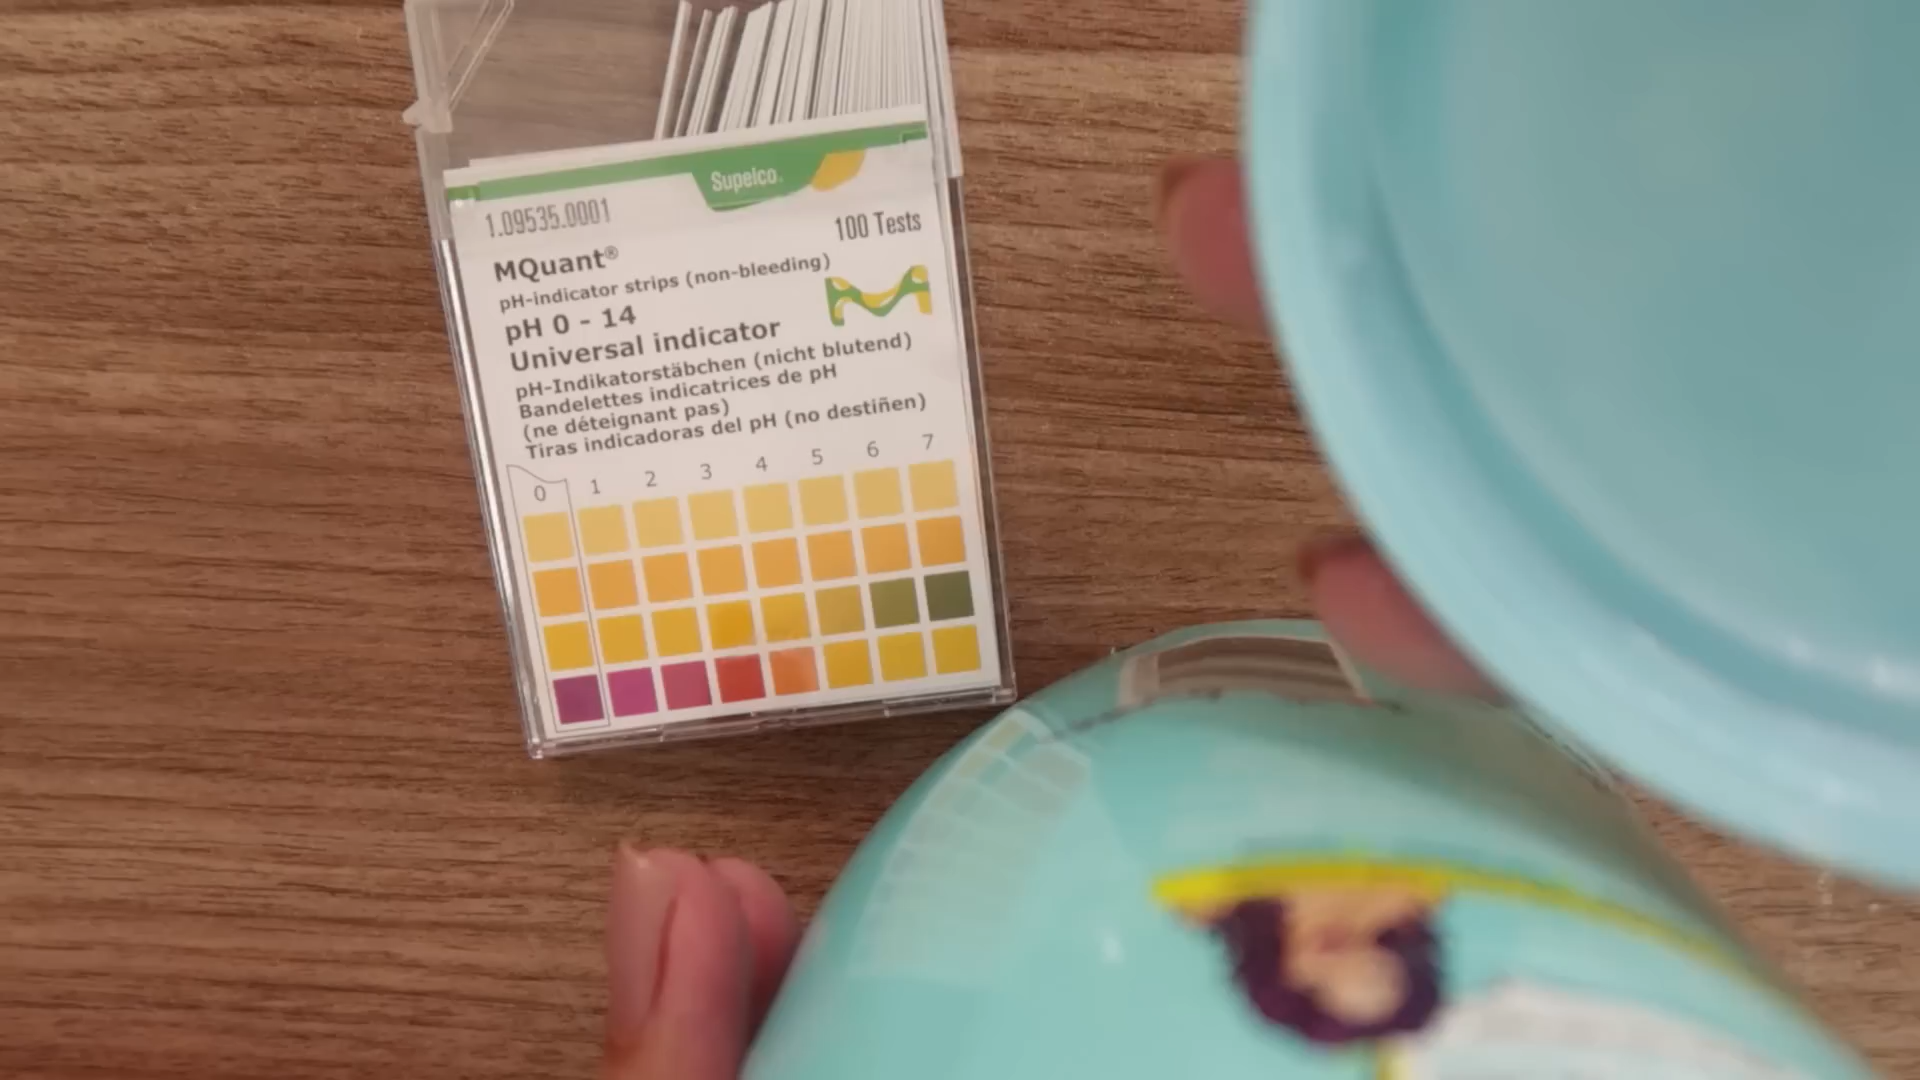 Supelco.
1.09535.0001
100 Tests
MQuant®
pH-indicator strips (non-bleeding)
pH 0 - 14
Universal indicator
pH-Indikatorstäbchen (nicht blutend)
Bandelettes indicatrices de pH
(ne déteignant pas)
Tiras indicadoras del pH (no destiñen)
0 1 2 3 4 5 6 7